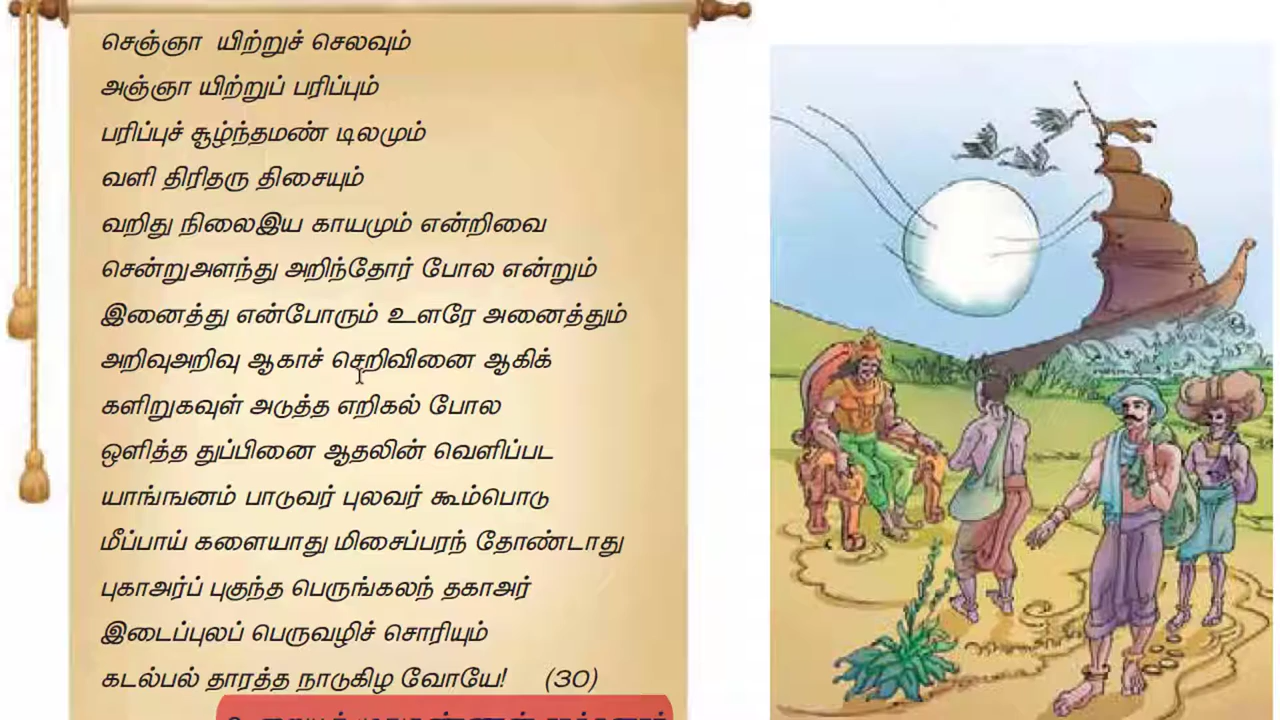 செஞ்ஞா யிற்றுச் செலவும்
அஞ்ஞா யிற்றுப் பரிப்பும்
பரிப்புச் சூழ்ந்தமண் டிலமும்
வளி திரிதரு திசையும்
வறிது நிலைஇய காயமும் என்றிவை
சென்றுஅளந்து அறிந்தோர் போல என்றும்
இனைத்து என்போரும் உளரே அனைத்தும்
அறிவுஅறிவு ஆகாச் செறிவினை ஆகிக்
களிறுகவுள் அடுத்த எறிகல் போல
ஒளித்த துப்பினை ஆதலின் வெளிப்பட
யாங்ஙனம் பாடுவர் புலவர் கூம்பொடு
மீப்பாய் களையாது மிசைப்பரந் தோண்டாது
புகாஅர்ப் புகுந்த பெருங்கலந் தகாஅர்
இடைப்புலப் பெருவழிச் சொரியும்
கடல்பல் தாரத்த நாடுகிழ வோயே! (30)